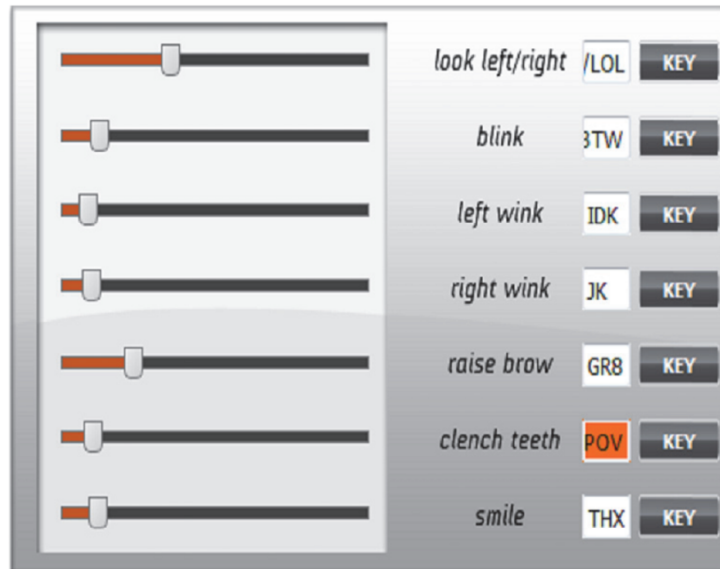 look left/right /LOL KEY
blink BTW KEY
left wink IDK KEY
right wink JK KEY
raise brow GR8 KEY
clench teeth POV KEY
smile THX KEY